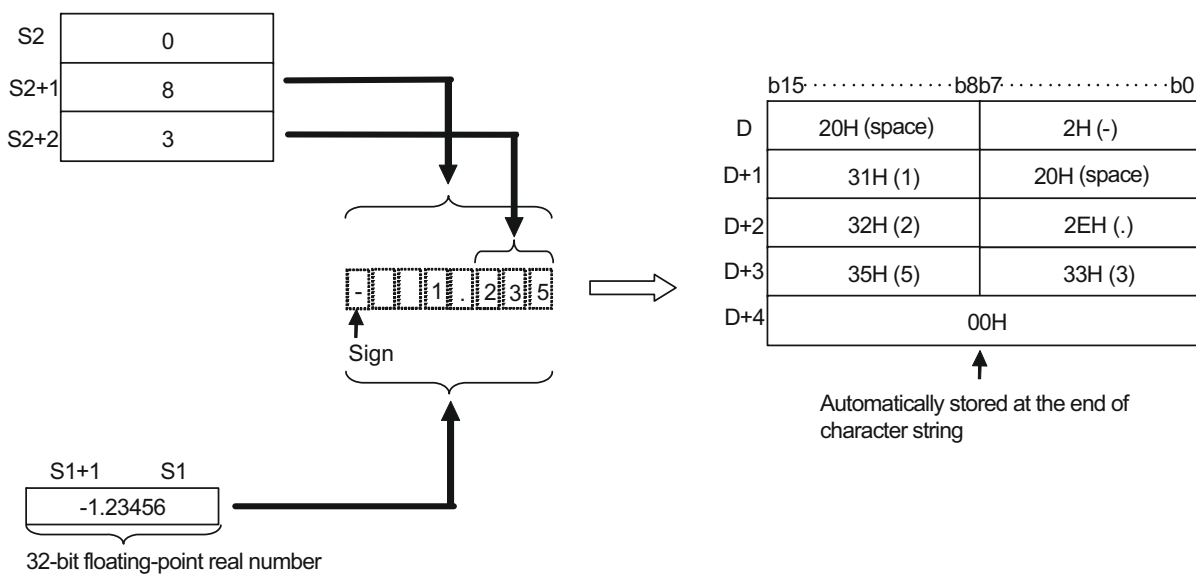 S2 0
S2+1 8
S2+2 3
b15 b8b7 b0
D 20H (space) 2H (-)
D+1 31H (1) 20H (space)
D+2 32H (2) 2EH (.)
D+3 35H (5) 33H (3)
D+4 00H
- 1 . 2 3 5
Sign
Automatically stored at the end of
character string
S1+1 S1
-1.23456
32-bit floating-point real number